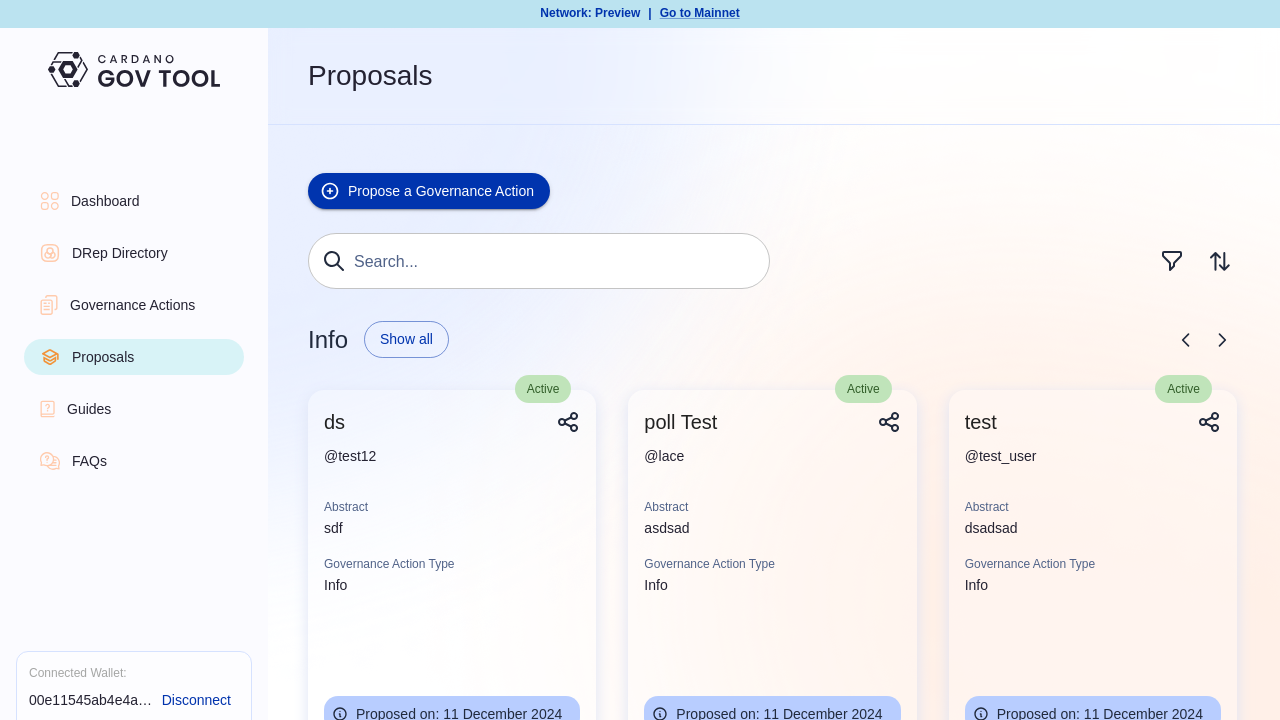 Network: Preview | Go to Mainnet
CARDANO
GOV TOOL
Proposals
Dashboard
DRep Directory
Governance Actions
Proposals
Guides
FAQs
Connected Wallet:
00e11545ab4e4a… Disconnect
Propose a Governance Action
Search...
Info Show all
Active
ds
@test12
Abstract
sdf
Governance Action Type
Info
Proposed on: 11 December 2024
Active
poll Test
@lace
Abstract
asdsad
Governance Action Type
Info
Proposed on: 11 December 2024
Active
test
@test_user
Abstract
dsadsad
Governance Action Type
Info
Proposed on: 11 December 2024